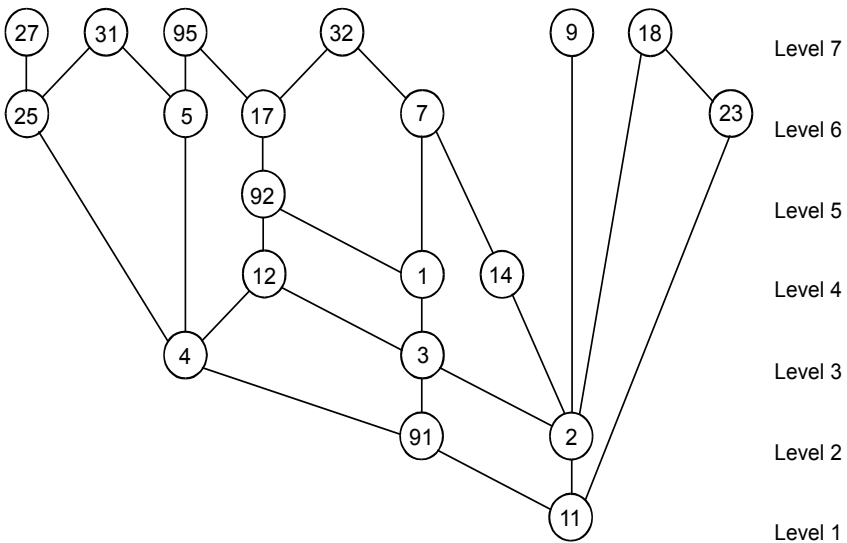 27 31 95 32 9 18 Level 7
25 5 17 7 23 Level 6
92 Level 5
12 1 14 Level 4
4 3 Level 3
91 2 Level 2
11 Level 1